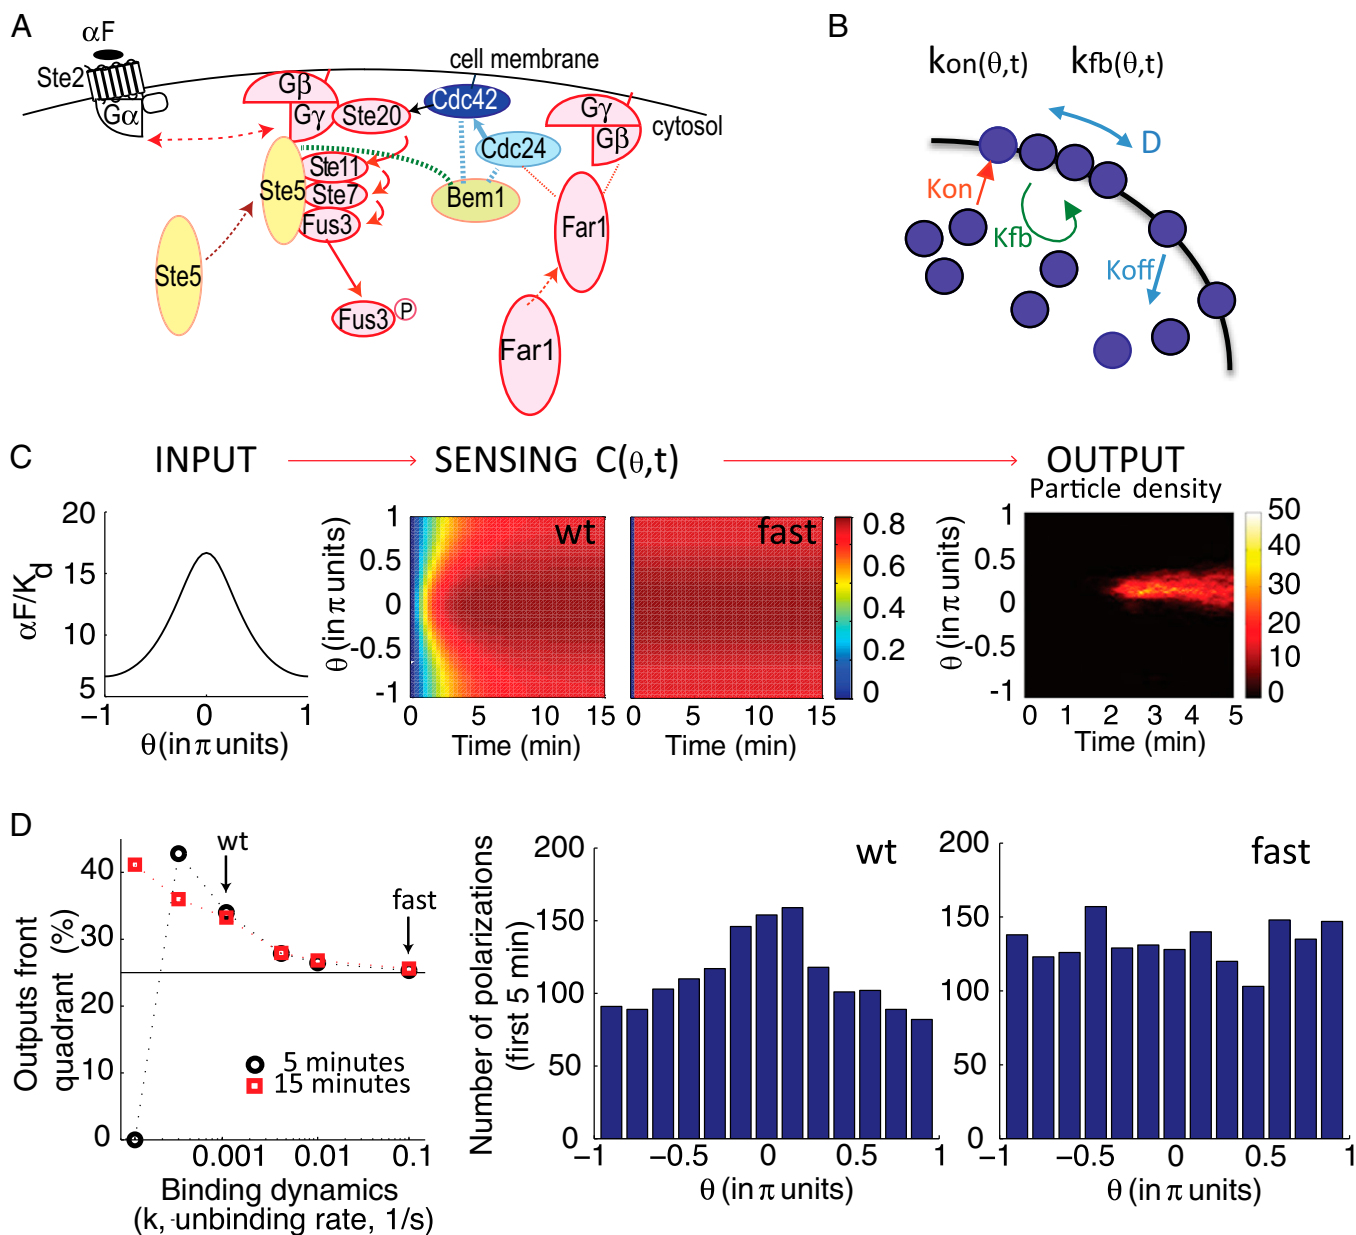 A
αF
Ste2
Gα
Gβ
Gγ
Ste20
cell membrane
Cdc42
cytosol
Gγ
Gβ
Cdc24
Ste11
Ste5
Ste7
Fus3
Bem1
Far1
Ste5
Fus3
P
Far1
B
kon(θ,t) kfb(θ,t)
D
Kon
Kfb
Koff
C
INPUT
SENSING C(θ,t)
OUTPUT
Particle density
20
15
10
5
αF/Kd
−1 0 1
θ (in π units)
1
0.5
0
-0.5
-1
θ (in π units)
wt
0 5 10 15
Time (min)
fast
0 5 10 15
Time (min)
0.8
0.6
0.4
0.2
0
1
0.5
0
-0.5
-1
θ (in π units)
0 1 2 3 4 5
Time (min)
50
40
30
20
10
0
D
Outputs front
quadrant (%)
40
30
20
10
0
wt
fast
5 minutes
15 minutes
0.001 0.01 0.1
Binding dynamics
(k, -unbinding rate, 1/s)
Number of polarizations
(first 5 min)
200
150
100
50
0
wt
−1 −0.5 0 0.5 1
θ (in π units)
200
150
100
50
0
fast
−1 −0.5 0 0.5 1
θ (in π units)